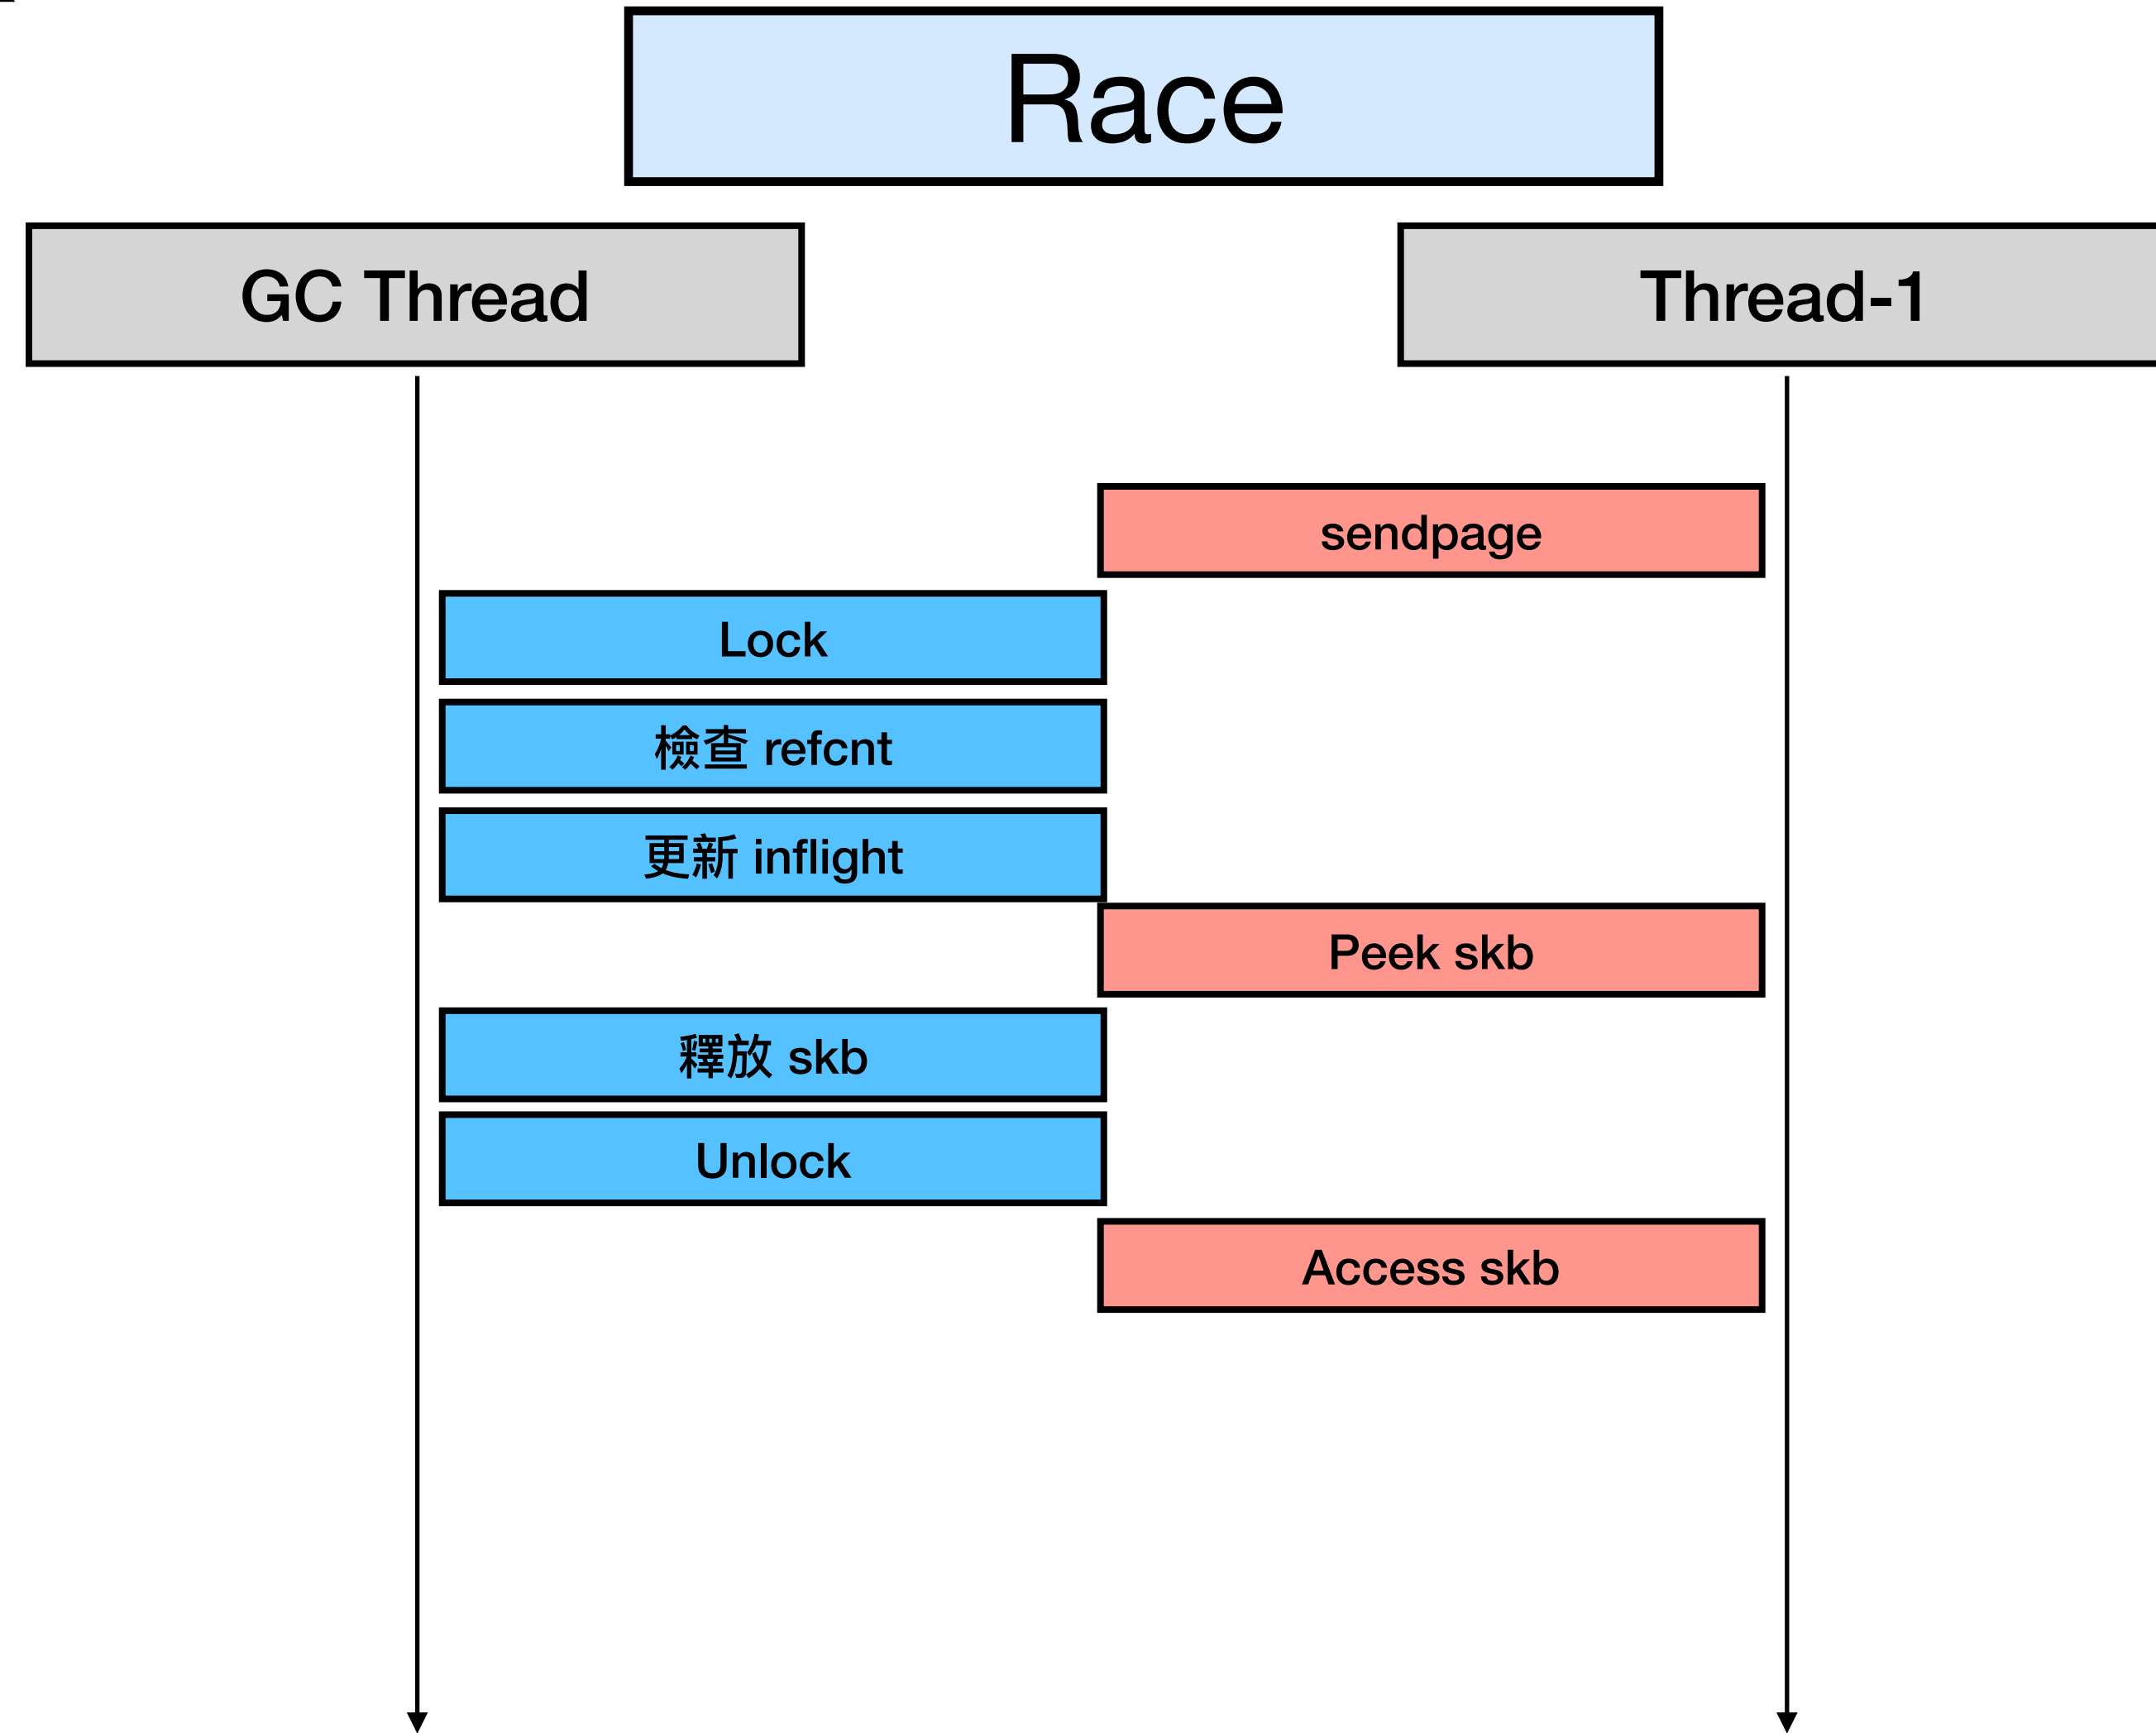 Race
GC Thread
Thread-1
sendpage
Lock
檢查 refcnt
更新 inflight
Peek skb
釋放 skb
Unlock
Access skb